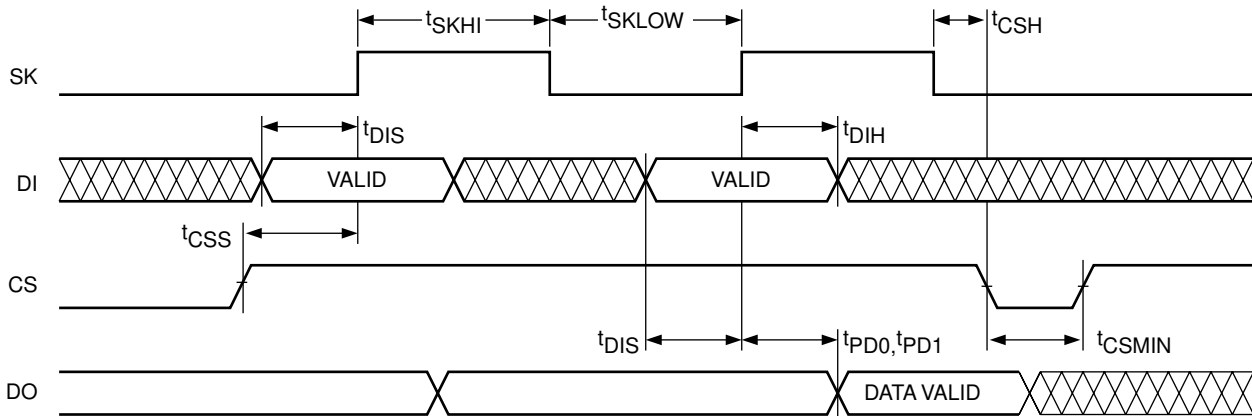 tSKHI
tSKLOW
tCSH
SK
tDIS
tDIH
DI
VALID
VALID
tCSS
CS
tDIS
tPD0,tPD1
tCSMIN
DO
DATA VALID